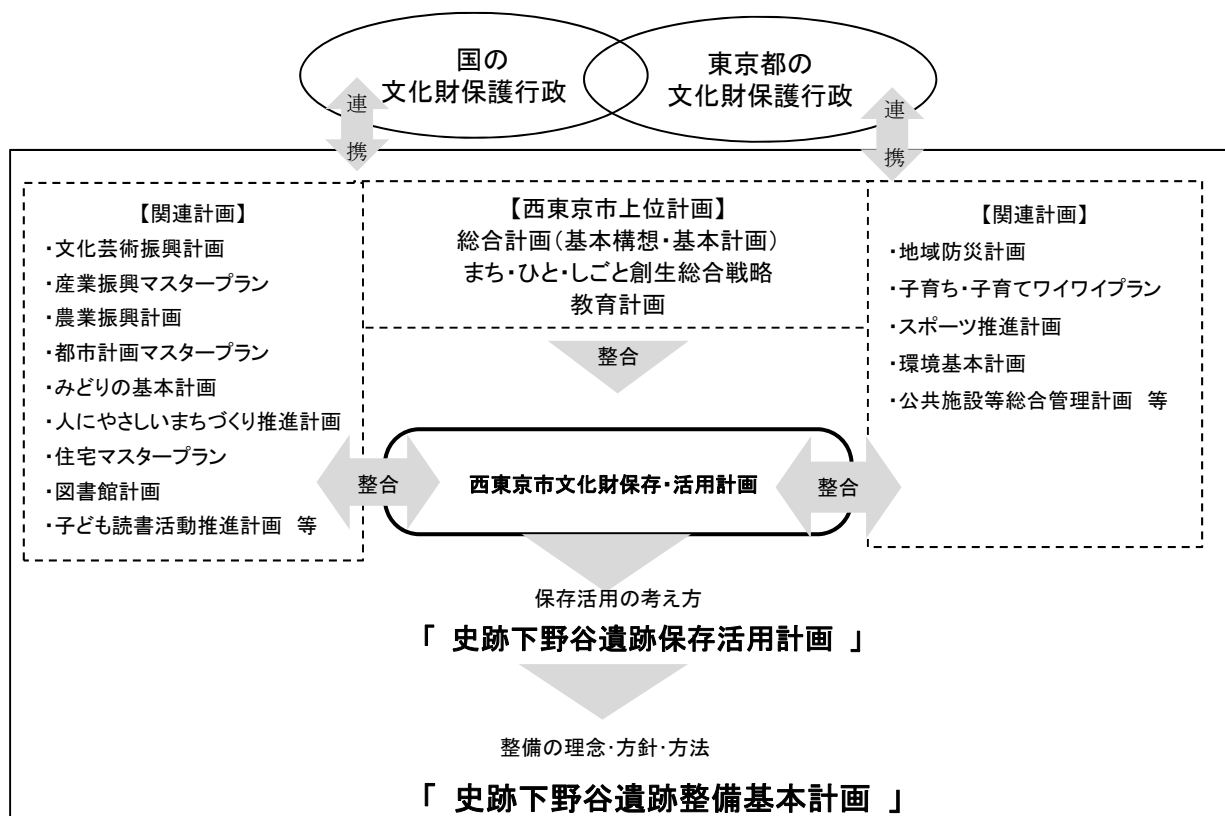 国の
文化財保護行政
東京都の
文化財保護行政
連
携
連
携
【関連計画】
・文化芸術振興計画
・産業振興マスタープラン
・農業振興計画
・都市計画マスタープラン
・みどりの基本計画
・人にやさしいまちづくり推進計画
・住宅マスタープラン
・図書館計画
・子ども読書活動推進計画 等
【西東京市上位計画】
総合計画（基本構想・基本計画）
まち・ひと・しごと創生総合戦略
教育計画
【関連計画】
・地域防災計画
・子育ち・子育てワイワイプラン
・スポーツ推進計画
・環境基本計画
・公共施設等総合管理計画 等
整合
整合
西東京市文化財保存・活用計画
整合
保存活用の考え方
「 史跡下野谷遺跡保存活用計画 」
整備の理念・方針・方法
「 史跡下野谷遺跡整備基本計画 」